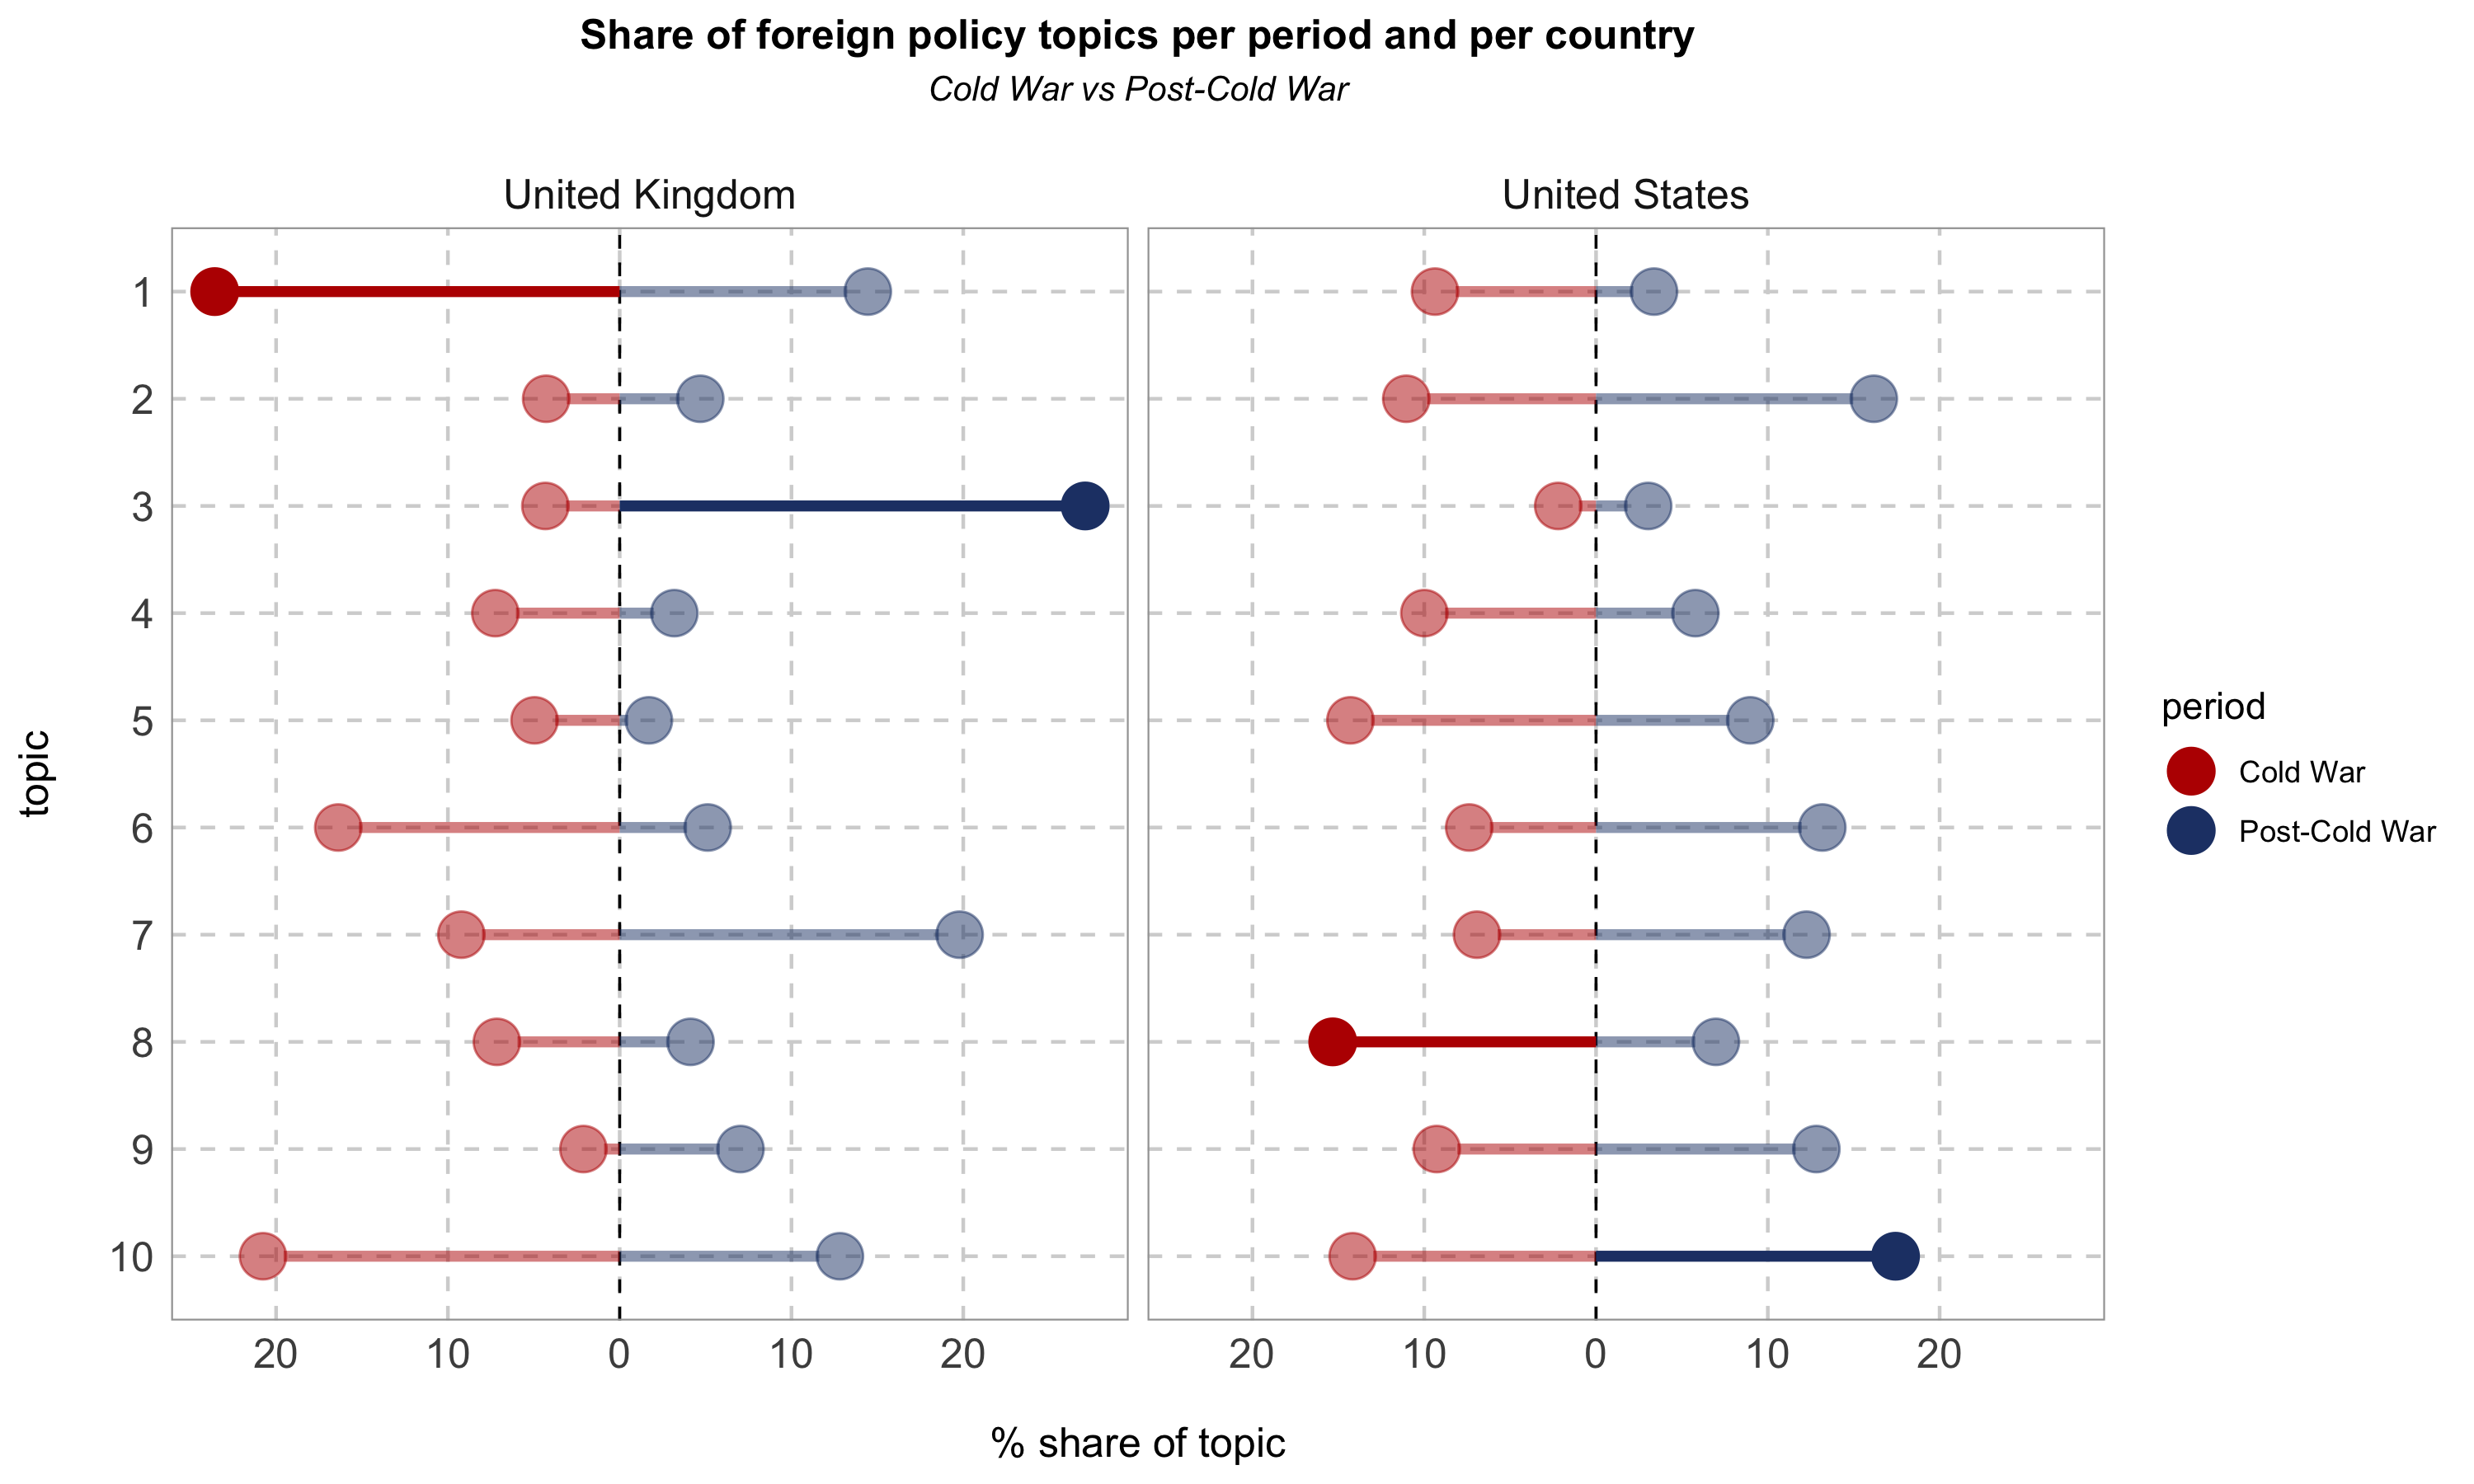 Share of foreign policy topics per period and per country
Cold War vs Post-Cold War
United Kingdom
United States
topic
1
2
3
4
5
6
7
8
9
10
20 10 0 10 20
20 10 0 10 20
% share of topic
period
Cold War
Post-Cold War